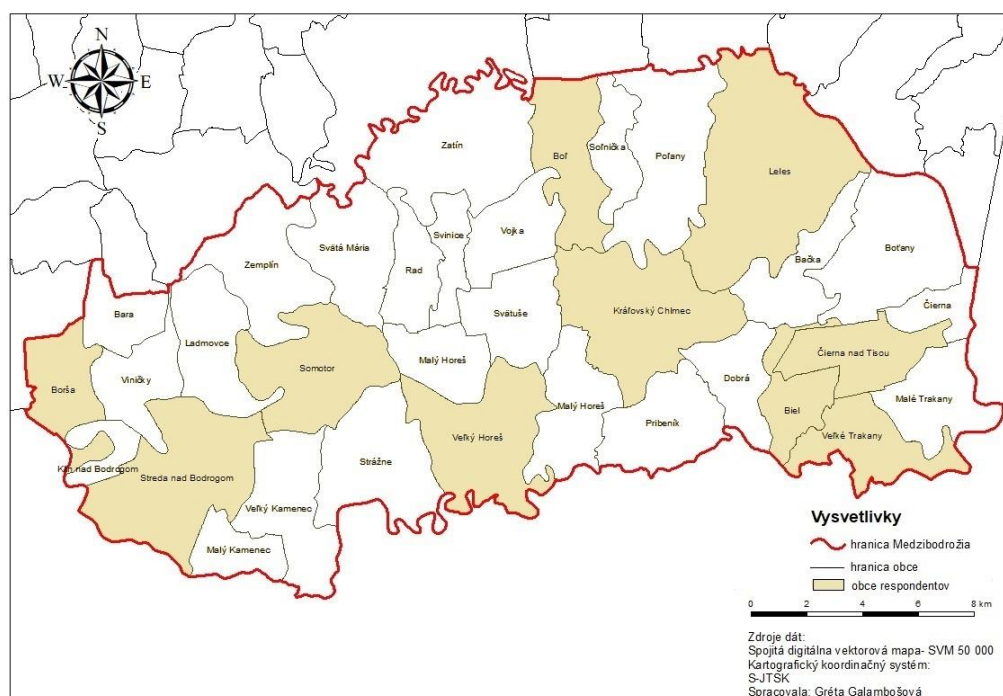 N
W E
S
Zatín
Boľ
Soľnička
Poľany
Leles
Svinice
Vojka
Svätá Mária
Zemplín
Rad
Bačka
Boťany
Svätuše
Kráľovský Chlmec
Čierna
Bara
Ladmovce
Malý Horeš
Čierna nad Tisou
Somotor
Viničky
Borša
Malý Horeš
Dobrá
Malé Trakany
Biel
Pribeník
Veľký Horeš
Veľké Trakany
Strážne
Klin nad Bodrogom
Streda nad Bodrogom
Veľký Kamenec
Malý Kamenec
Vysvetlivky
hranica Medzibodrožia
hranica obce
obce respondentov
0 2 4 6 8 km
Zdroje dát:
Spojitá digitálna vektorová mapa- SVM 50 000
Kartografický koordinačný systém:
S-JTSK
Spracovala: Gréta Galambošová